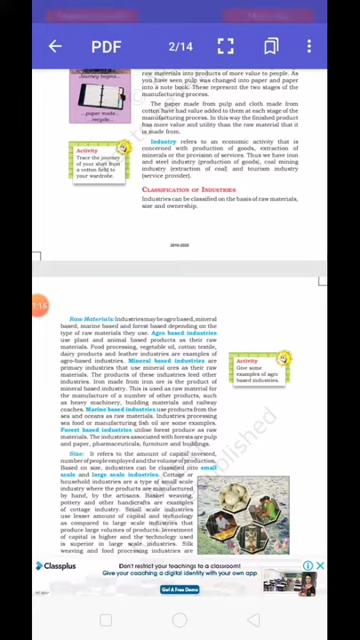 PDF
2/14
Journey begins...
...paper made,
recycle...
raw materials into products of more value to people. As
you have seen pulp was changed into paper and paper
into a note book. These represent the two stages of the
manufacturing process.
The paper made from pulp and cloth made from
cotton have had value added to them at each stage of the
manufacturing process. In this way the finished product
has more value and utility than the raw material that it
is made from.
Activity
Trace the journey
of your shirt from
a cotton field to
your wardrobe.
Industry refers to an economic activity that is
concerned with production of goods, extraction of
minerals or the provision of services. Thus we have iron
and steel industry (production of goods), coal mining
industry (extraction of coal) and tourism industry
(service provider).
CLASSIFICATION OF INDUSTRIES
Industries can be classified on the basis of raw materials,
size and ownership.
2019-2020
Raw Materials: Industries may be agro based, mineral
based, marine based and forest based depending on the
type of raw materials they use. Agro based industries
use plant and animal based products as their raw
materials. Food processing, vegetable oil, cotton textile,
dairy products and leather industries are examples of
agro-based industries. Mineral based industries are
primary industries that use mineral ores as their raw
materials. The products of these industries feed other
industries. Iron made from iron ore is the product of
mineral based industry. This is used as raw material for
the manufacture of a number of other products, such
as heavy machinery, building materials and railway
coaches. Marine based industries use products from the
sea and oceans as raw materials. Industries processing
sea food or manufacturing fish oil are some examples.
Forest based industries utilise forest produce as raw
materials. The industries associated with forests are pulp
and paper, pharmaceuticals, furniture and buildings.
Activity
Give some
examples of agro
based industries.
Size: It refers to the amount of capital invested,
number of people employed and the volume of production.
Based on size, industries can be classified into small
scale and large scale industries. Cottage or
household industries are a type of small scale
industry where the products are manufactured
by hand, by the artisans. Basket weaving,
pottery and other handicrafts are examples
of cottage industry. Small scale industries
use lesser amount of capital and technology
as compared to large scale industries that
produce large volumes of products. Investment
of capital is higher and the technology used
is superior in large scale industries. Silk
weaving and food processing industries are
published
Classplus
Don't restrict your teachings to a classroom!
Give your coaching a digital identity with your own app
Get A Free Demo